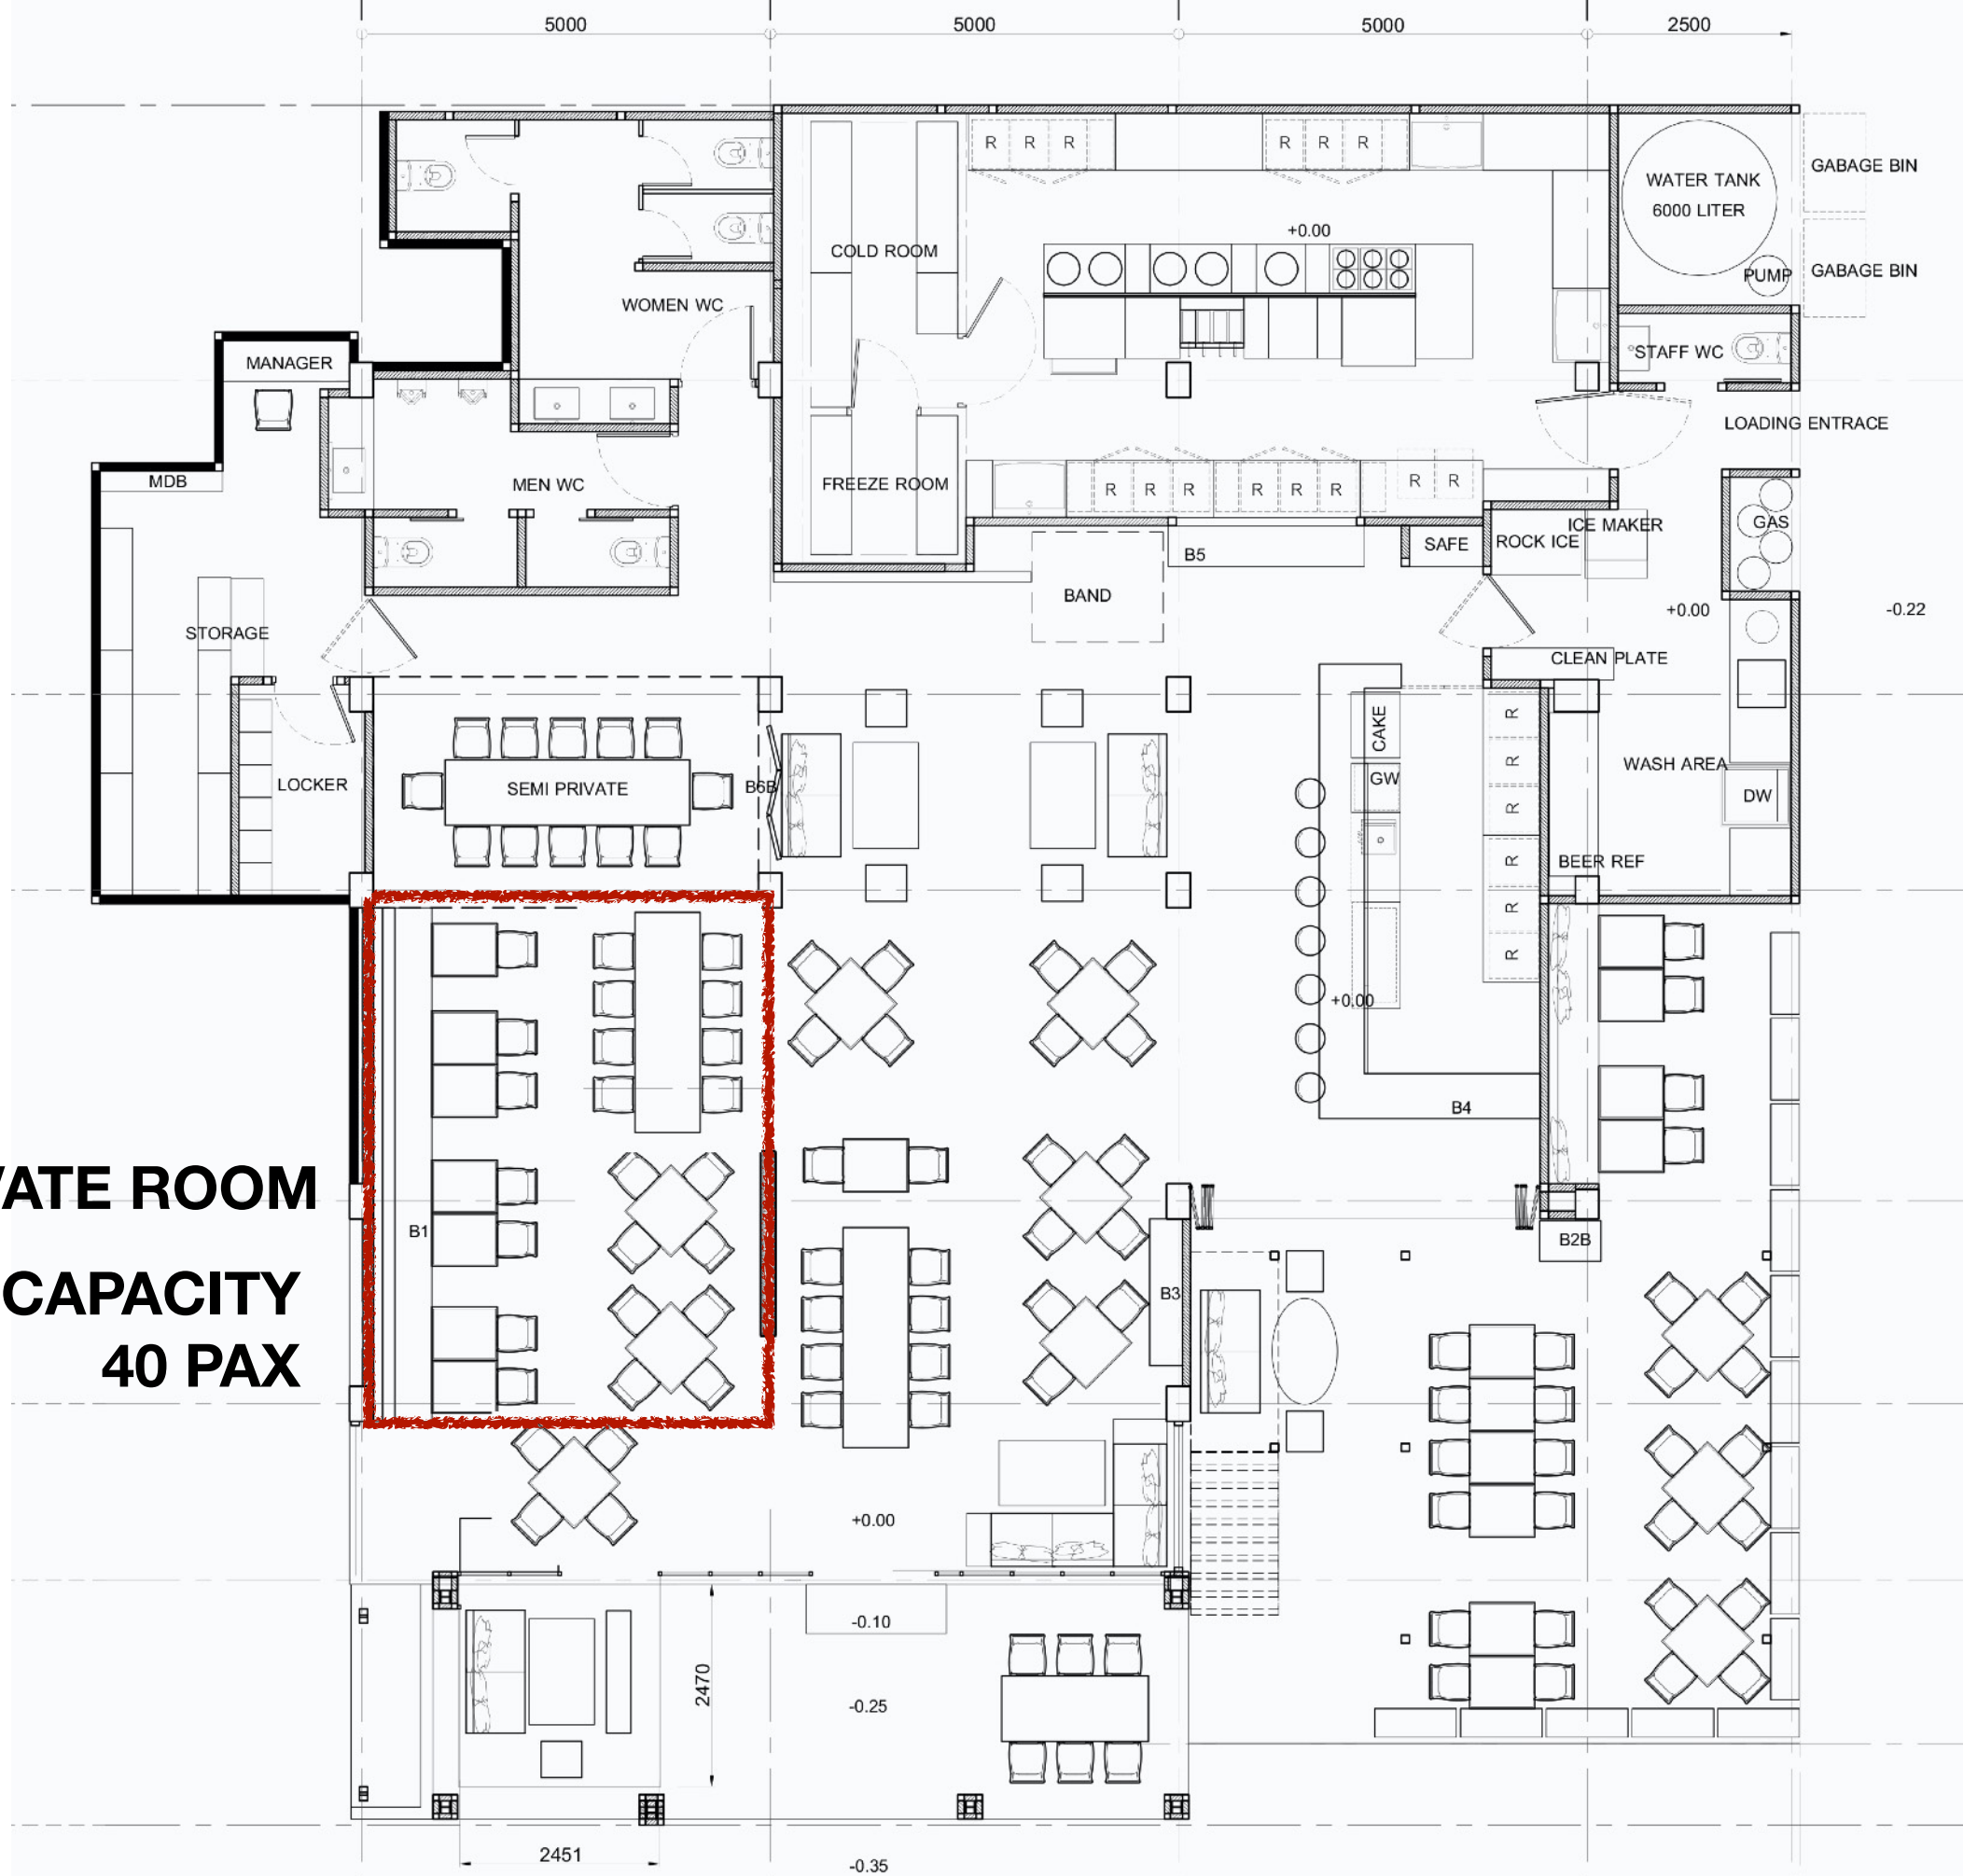 5000 5000 5000 2500
R R R R R R
WATER TANK
6000 LITER
GABAGE BIN
COLD ROOM
+0.00
PUMP
GABAGE BIN
WOMEN WC
STAFF WC
MANAGER
LOADING ENTRACE
MDB
MEN WC
FREEZE ROOM
R R R R R R R R
ICE MAKER
GAS
ROCK ICE
SAFE
B5
BAND
+0.00
-0.22
STORAGE
CLEAN PLATE
CAKE
R
R
R
R
R
R
GW
WASH AREA
SEMI PRIVATE
B6B
LOCKER
DW
BEER REF
+0.00
B4
VATE ROOM
B1
B2B
CAPACITY
40 PAX
B3
+0.00
-0.10
2470
-0.25
2451
-0.35